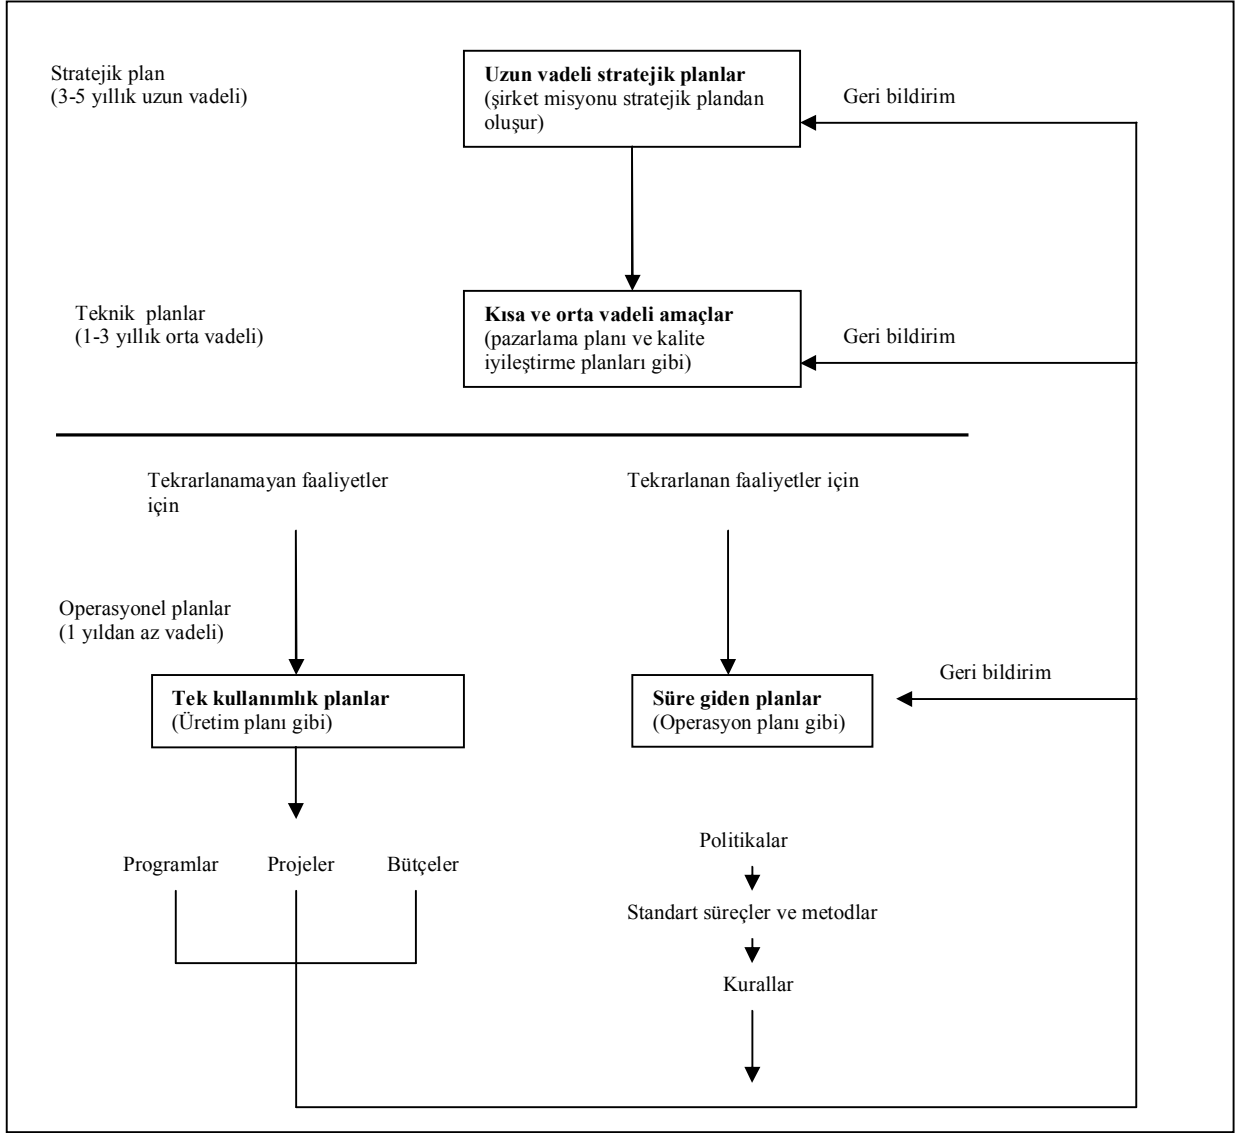 Stratejik plan
(3-5 yıllık uzun vadeli)
Uzun vadeli stratejik planlar
(şirket misyonu stratejik plandan
oluşur)
Geri bildirim
Teknik planlar
(1-3 yıllık orta vadeli)
Kısa ve orta vadeli amaçlar
(pazarlama planı ve kalite
iyileştirme planları gibi)
Geri bildirim
Tekrarlanamayan faaliyetler
için
Tekrarlanan faaliyetler için
Operasyonel planlar
(1 yıldan az vadeli)
Tek kullanımlık planlar
(Üretim planı gibi)
Süre giden planlar
(Operasyon planı gibi)
Geri bildirim
Programlar
Projeler
Bütçeler
Politikalar
Standart süreçler ve metodlar
Kurallar